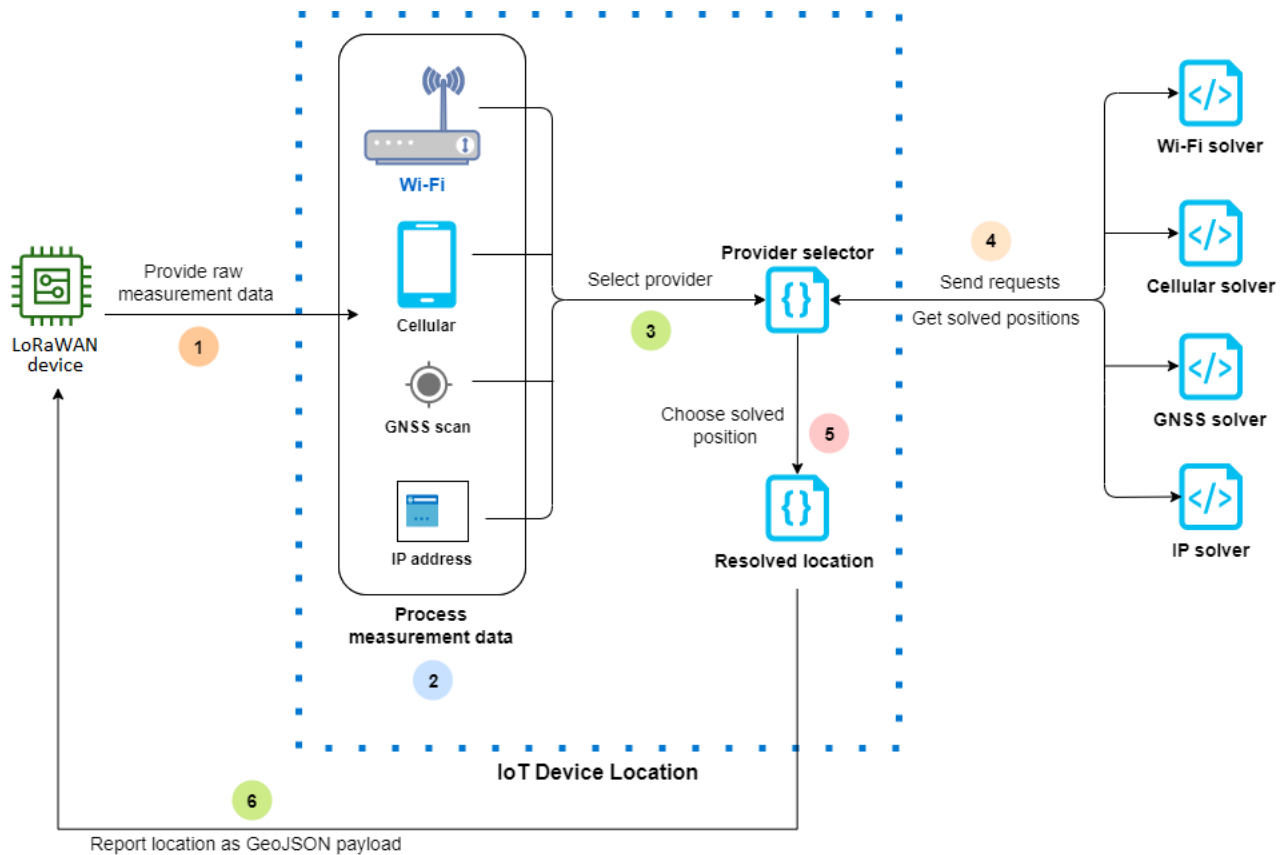 Wi-Fi
Cellular
GNSS scan
IP address
Process
measurement data
2
LoRaWAN
device
Provide raw
measurement data
1
Select provider
3
Provider selector
4
Send requests
Get solved positions
Wi-Fi solver
Cellular solver
GNSS solver
IP solver
Choose solved
position
5
Resolved location
IoT Device Location
6
Report location as GeoJSON payload